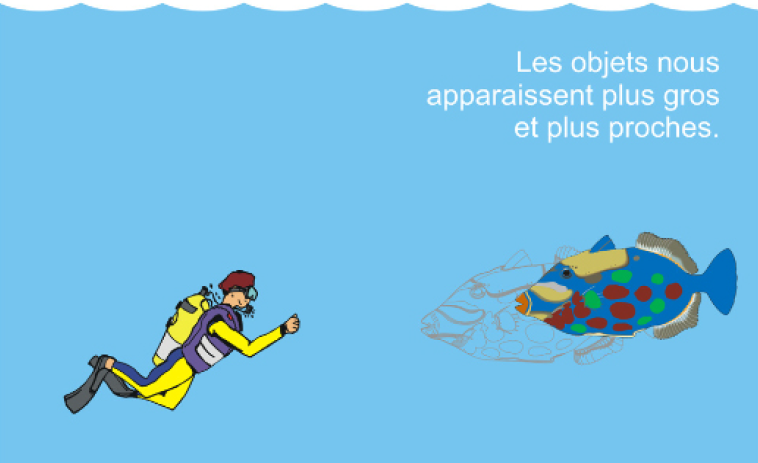 Les objets nous
apparaissent plus gros
et plus proches.